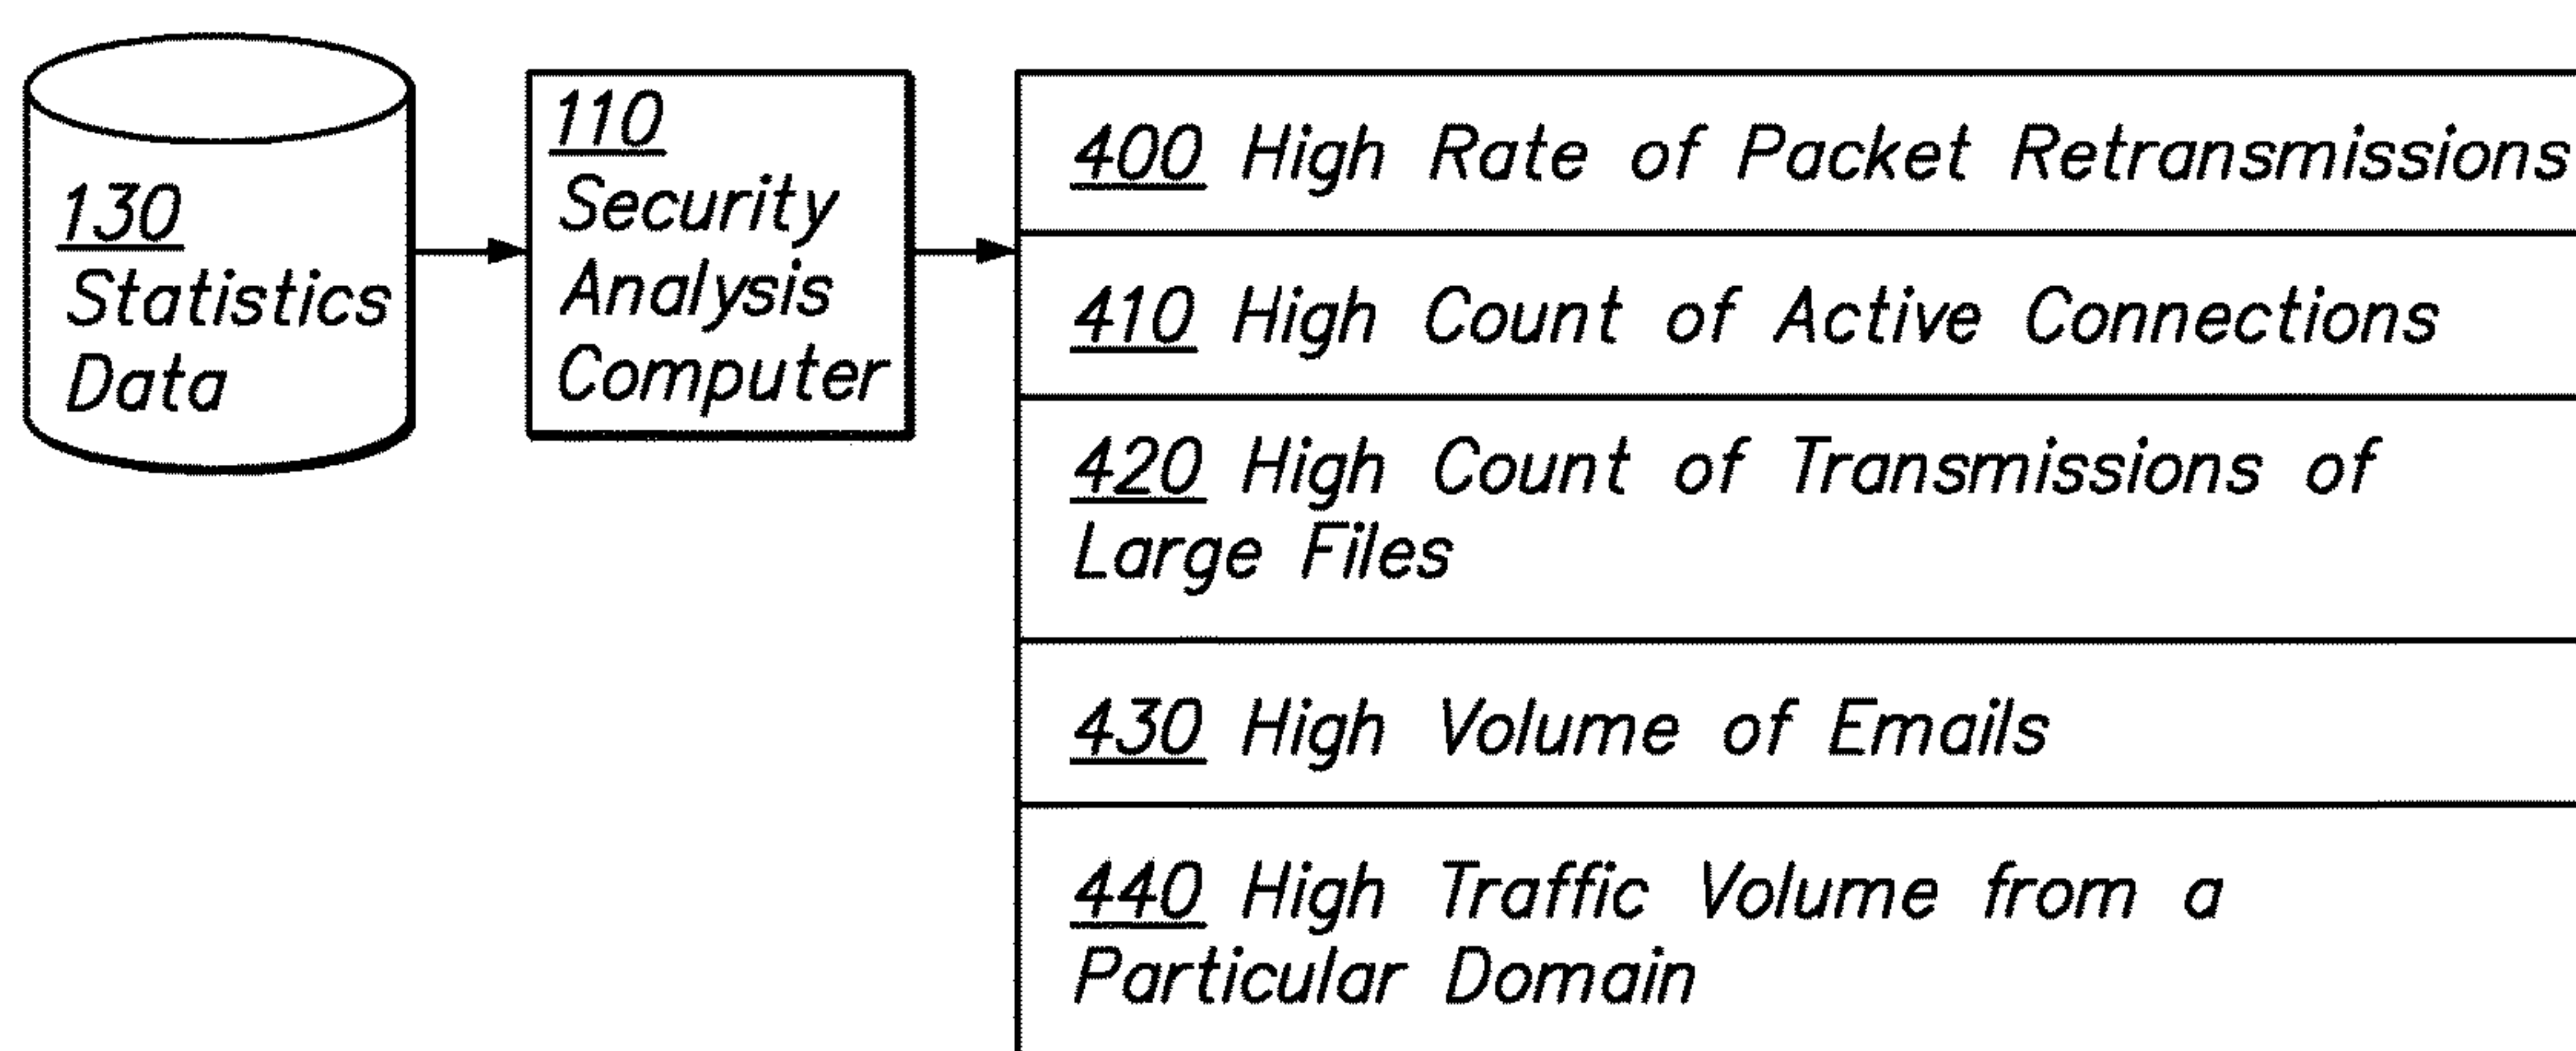 130
Statistics
Data
110
Security
Analysis
Computer
400 High Rate of Packet Retransmissions
410 High Count of Active Connections
420 High Count of Transmissions of
Large Files
430 High Volume of Emails
440 High Traffic Volume from a
Particular Domain